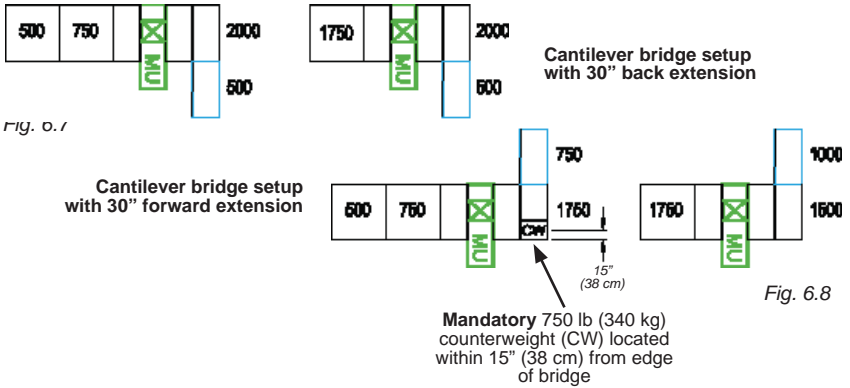 500 750 2000
MU
500
1750 2000
MU
500
Cantilever bridge setup
with 30” back extension
Fig. 6.7
Cantilever bridge setup
with 30” forward extension
750
500 750 1750
CW
MU
15”
(38 cm)
1000
1750 1500
MU
Fig. 6.8
Mandatory 750 lb (340 kg)
counterweight (CW) located
within 15” (38 cm) from edge
of bridge